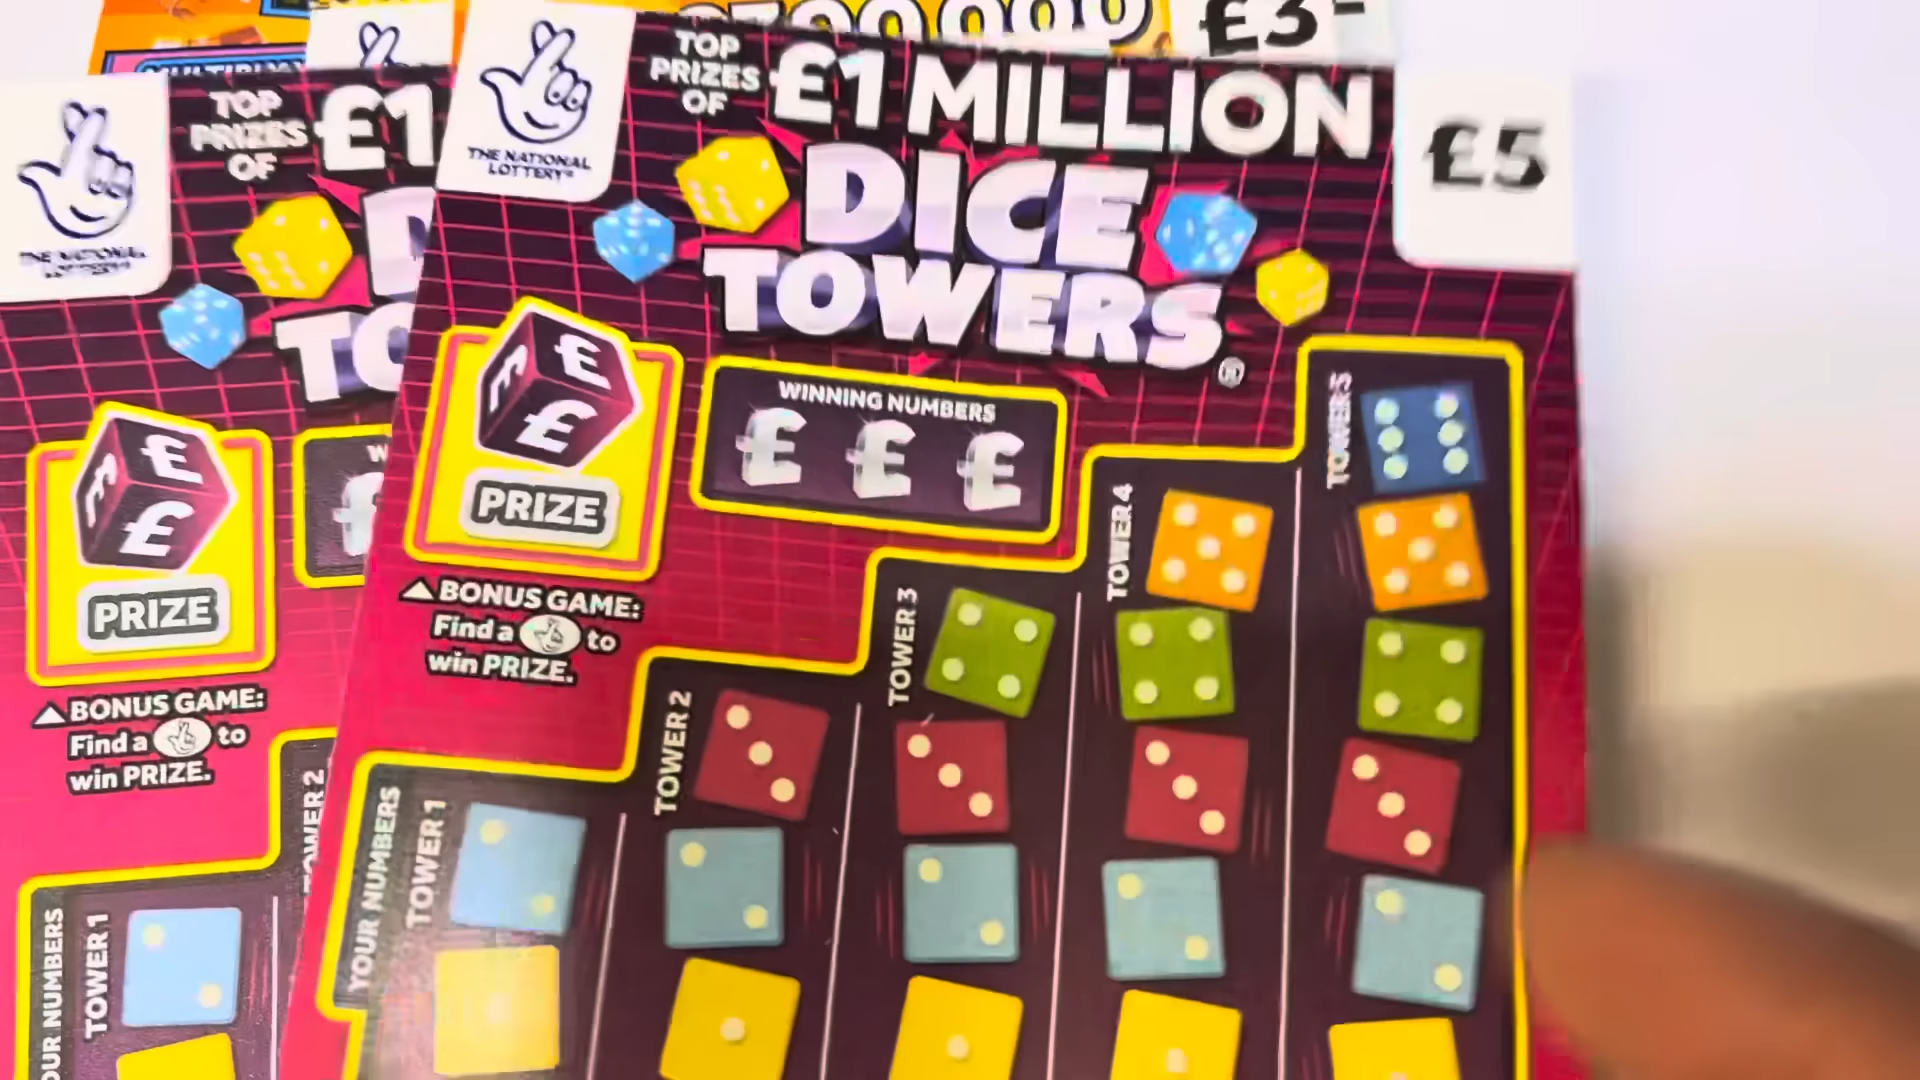 £3
TOP
PRIZES
OF
£1 MILLION
£5
THE NATIONAL
LOTTERY®
DICE
TOWERS®
WINNING NUMBERS
£ £ £
£
£
£
PRIZE
BONUS GAME:
Find a to
win PRIZE.
YOUR NUMBERS
TOWER 1
TOWER 2
TOWER 3
TOWER 4
TOWER 5
TOP
PRIZES
OF
£1
THE NATIONAL
LOTTERY®
D
TO
W
£
£
£
£
PRIZE
BONUS GAME:
Find a to
win PRIZE.
YOUR NUMBERS
TOWER 1
TOWER 2